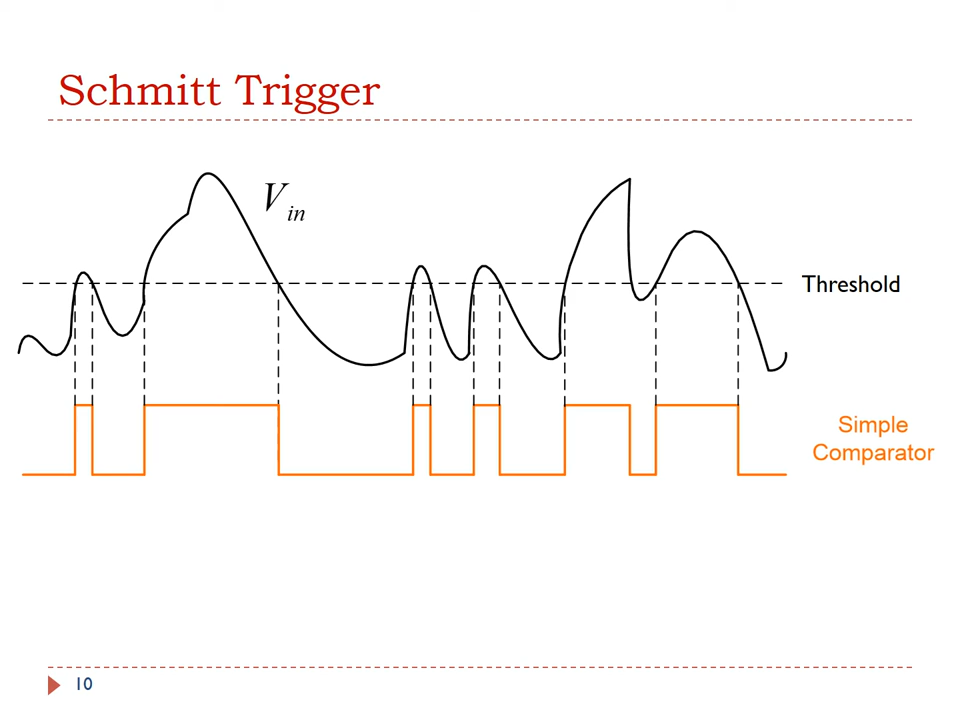 Schmitt Trigger
V in
Threshold
Simple
Comparator
10